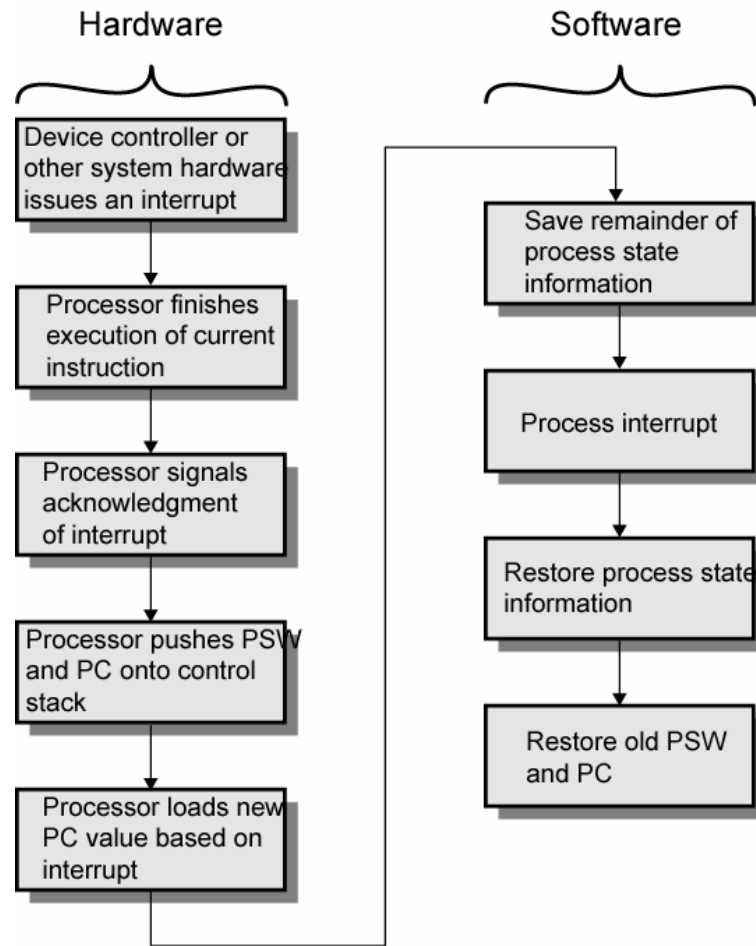 Hardware
Device controller or
other system hardware
issues an interrupt
Processor finishes
execution of current
instruction
Processor signals
acknowledgment
of interrupt
Processor pushes PSW
and PC onto control
stack
Processor loads new
PC value based on
interrupt
Software
Save remainder of
process state
information
Process interrupt
Restore process state
information
Restore old PSW
and PC